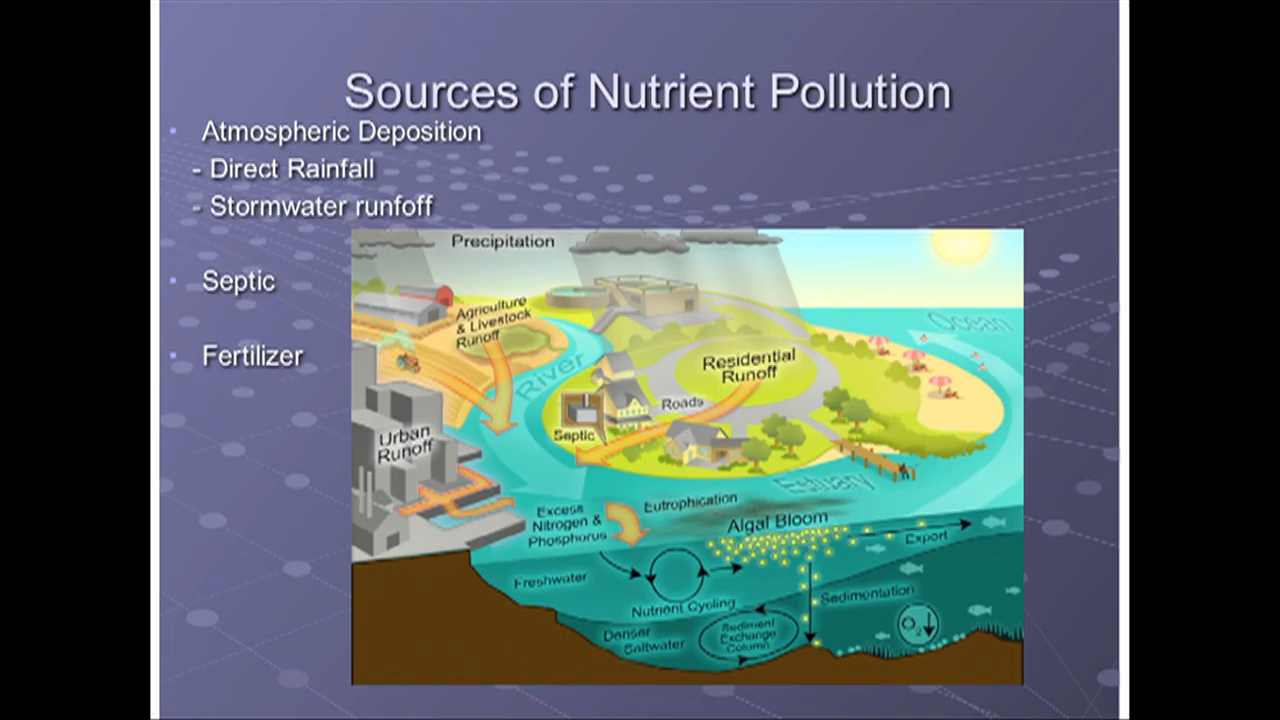 Sources of Nutrient Pollution
• Atmospheric Deposition
- Direct Rainfall
- Stormwater runfoff
• Septic
• Fertilizer
Precipitation
Agriculture
& Livestock
Runoff
River
Ocean
Residential
Runoff
Roads
Septic
Urban
Runoff
Estuary
Excess
Nitrogen &
Phosphorus
Eutrophication
Algal Bloom
Export
Freshwater
Nutrient Cycling
Sedimentation
Denser
Saltwater
Sediment
Exchange
Column
O2